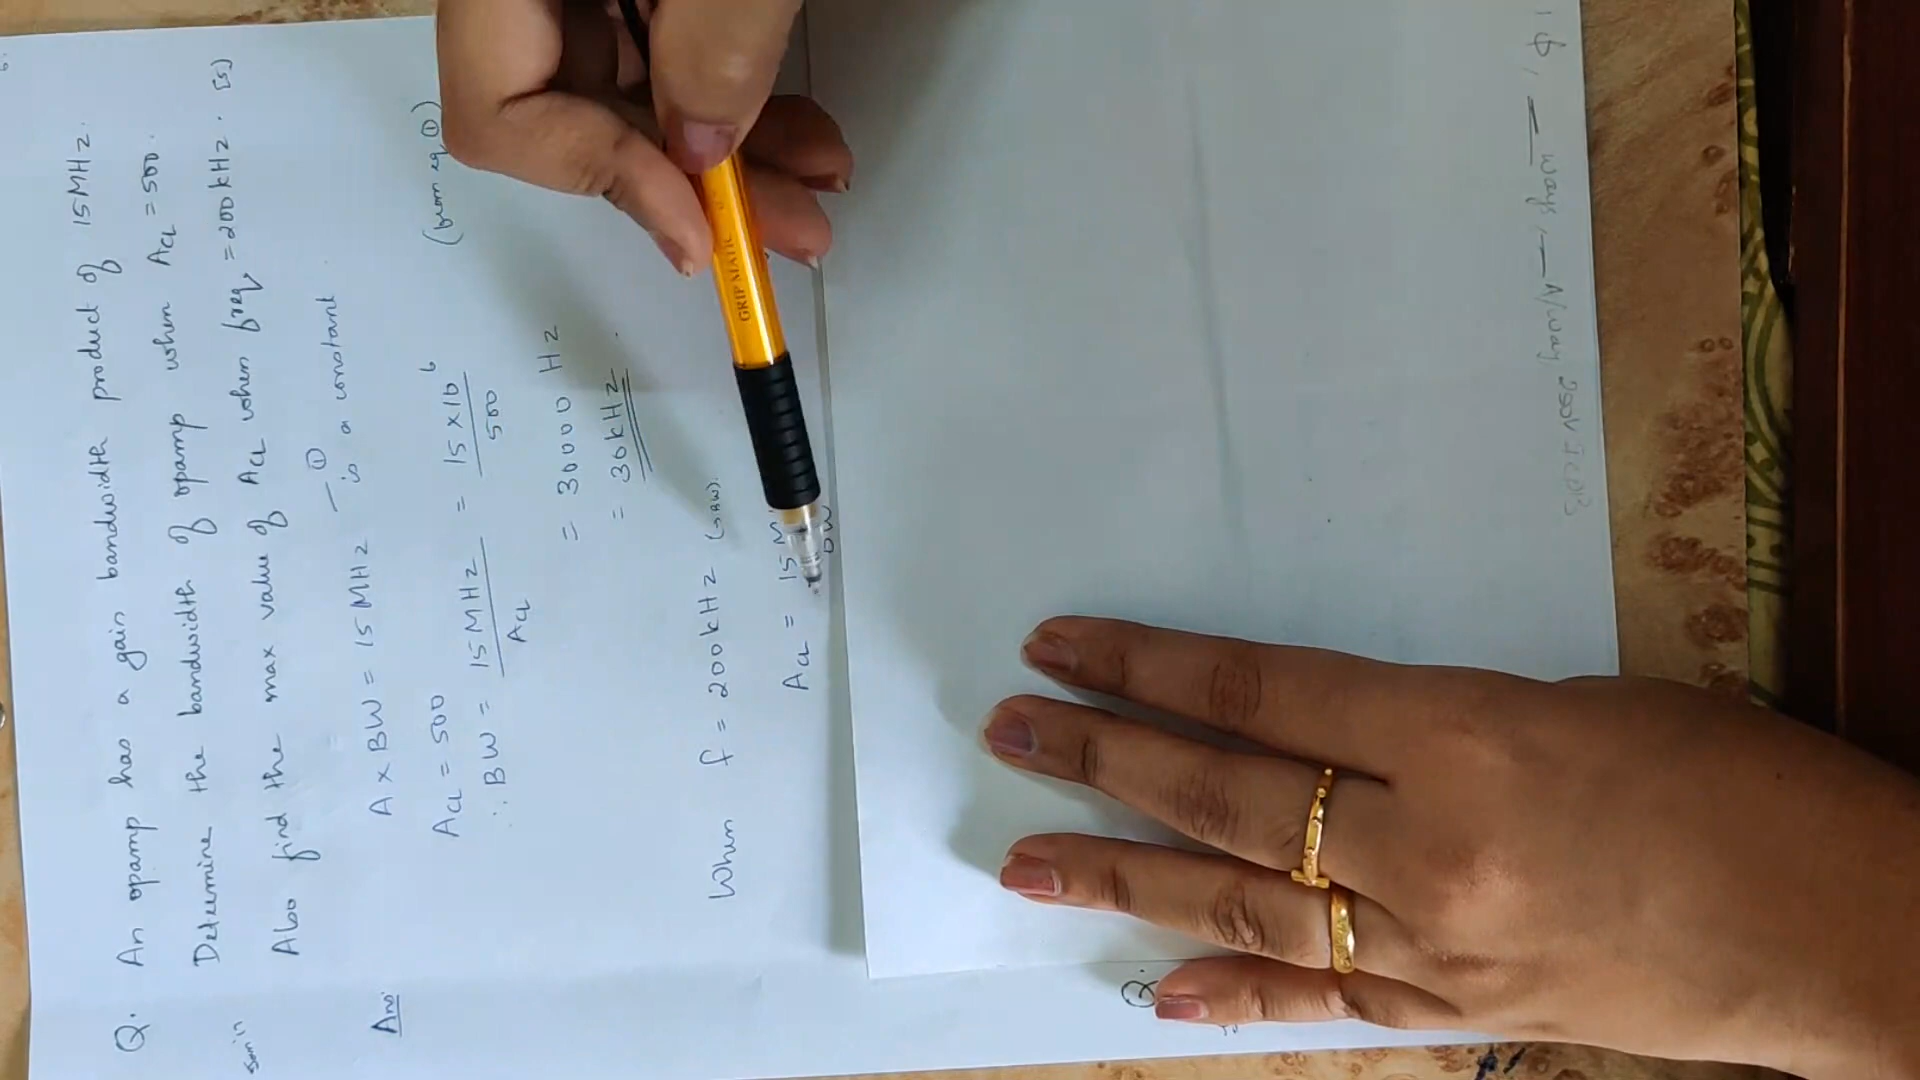 Q. An opamp has a gain bandwidth product of 15MHz.
Determine the bandwidth of opamp when ACL = 500.
Also find the max value of ACL when freq = 200kHz. [5]
5min
Ans:
A x BW = 15 MHz — ①
is a constant
ACL = 500
∴ BW = 15MHz / ACL = 15 x 10^6 / 500 (from eq ①)
= 30000 Hz
= 30kHz.
When f = 200kHz (→BW).
ACL = 15 M
BW
Q.
GRIP MATIC